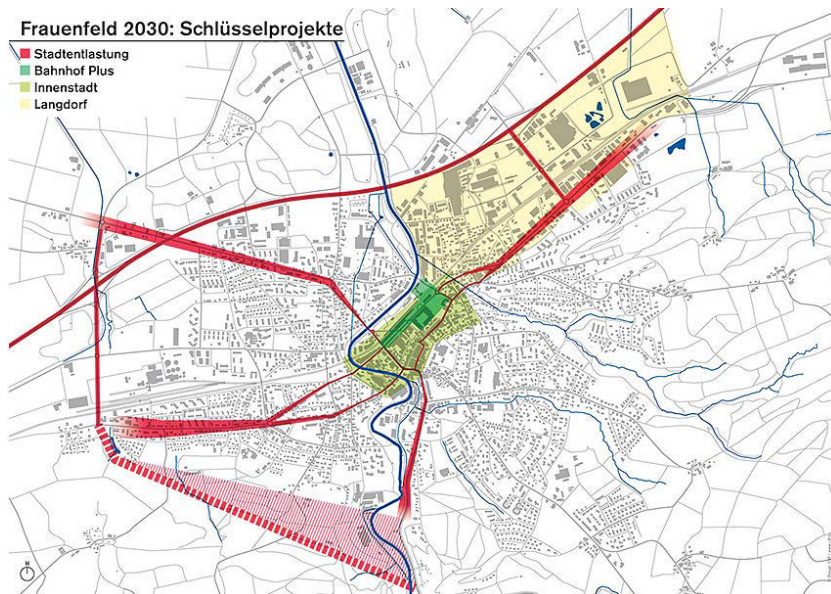 Frauenfeld 2030: Schlüsselprojekte
Stadtentlastung
Bahnhof Plus
Innenstadt
Langdorf
N